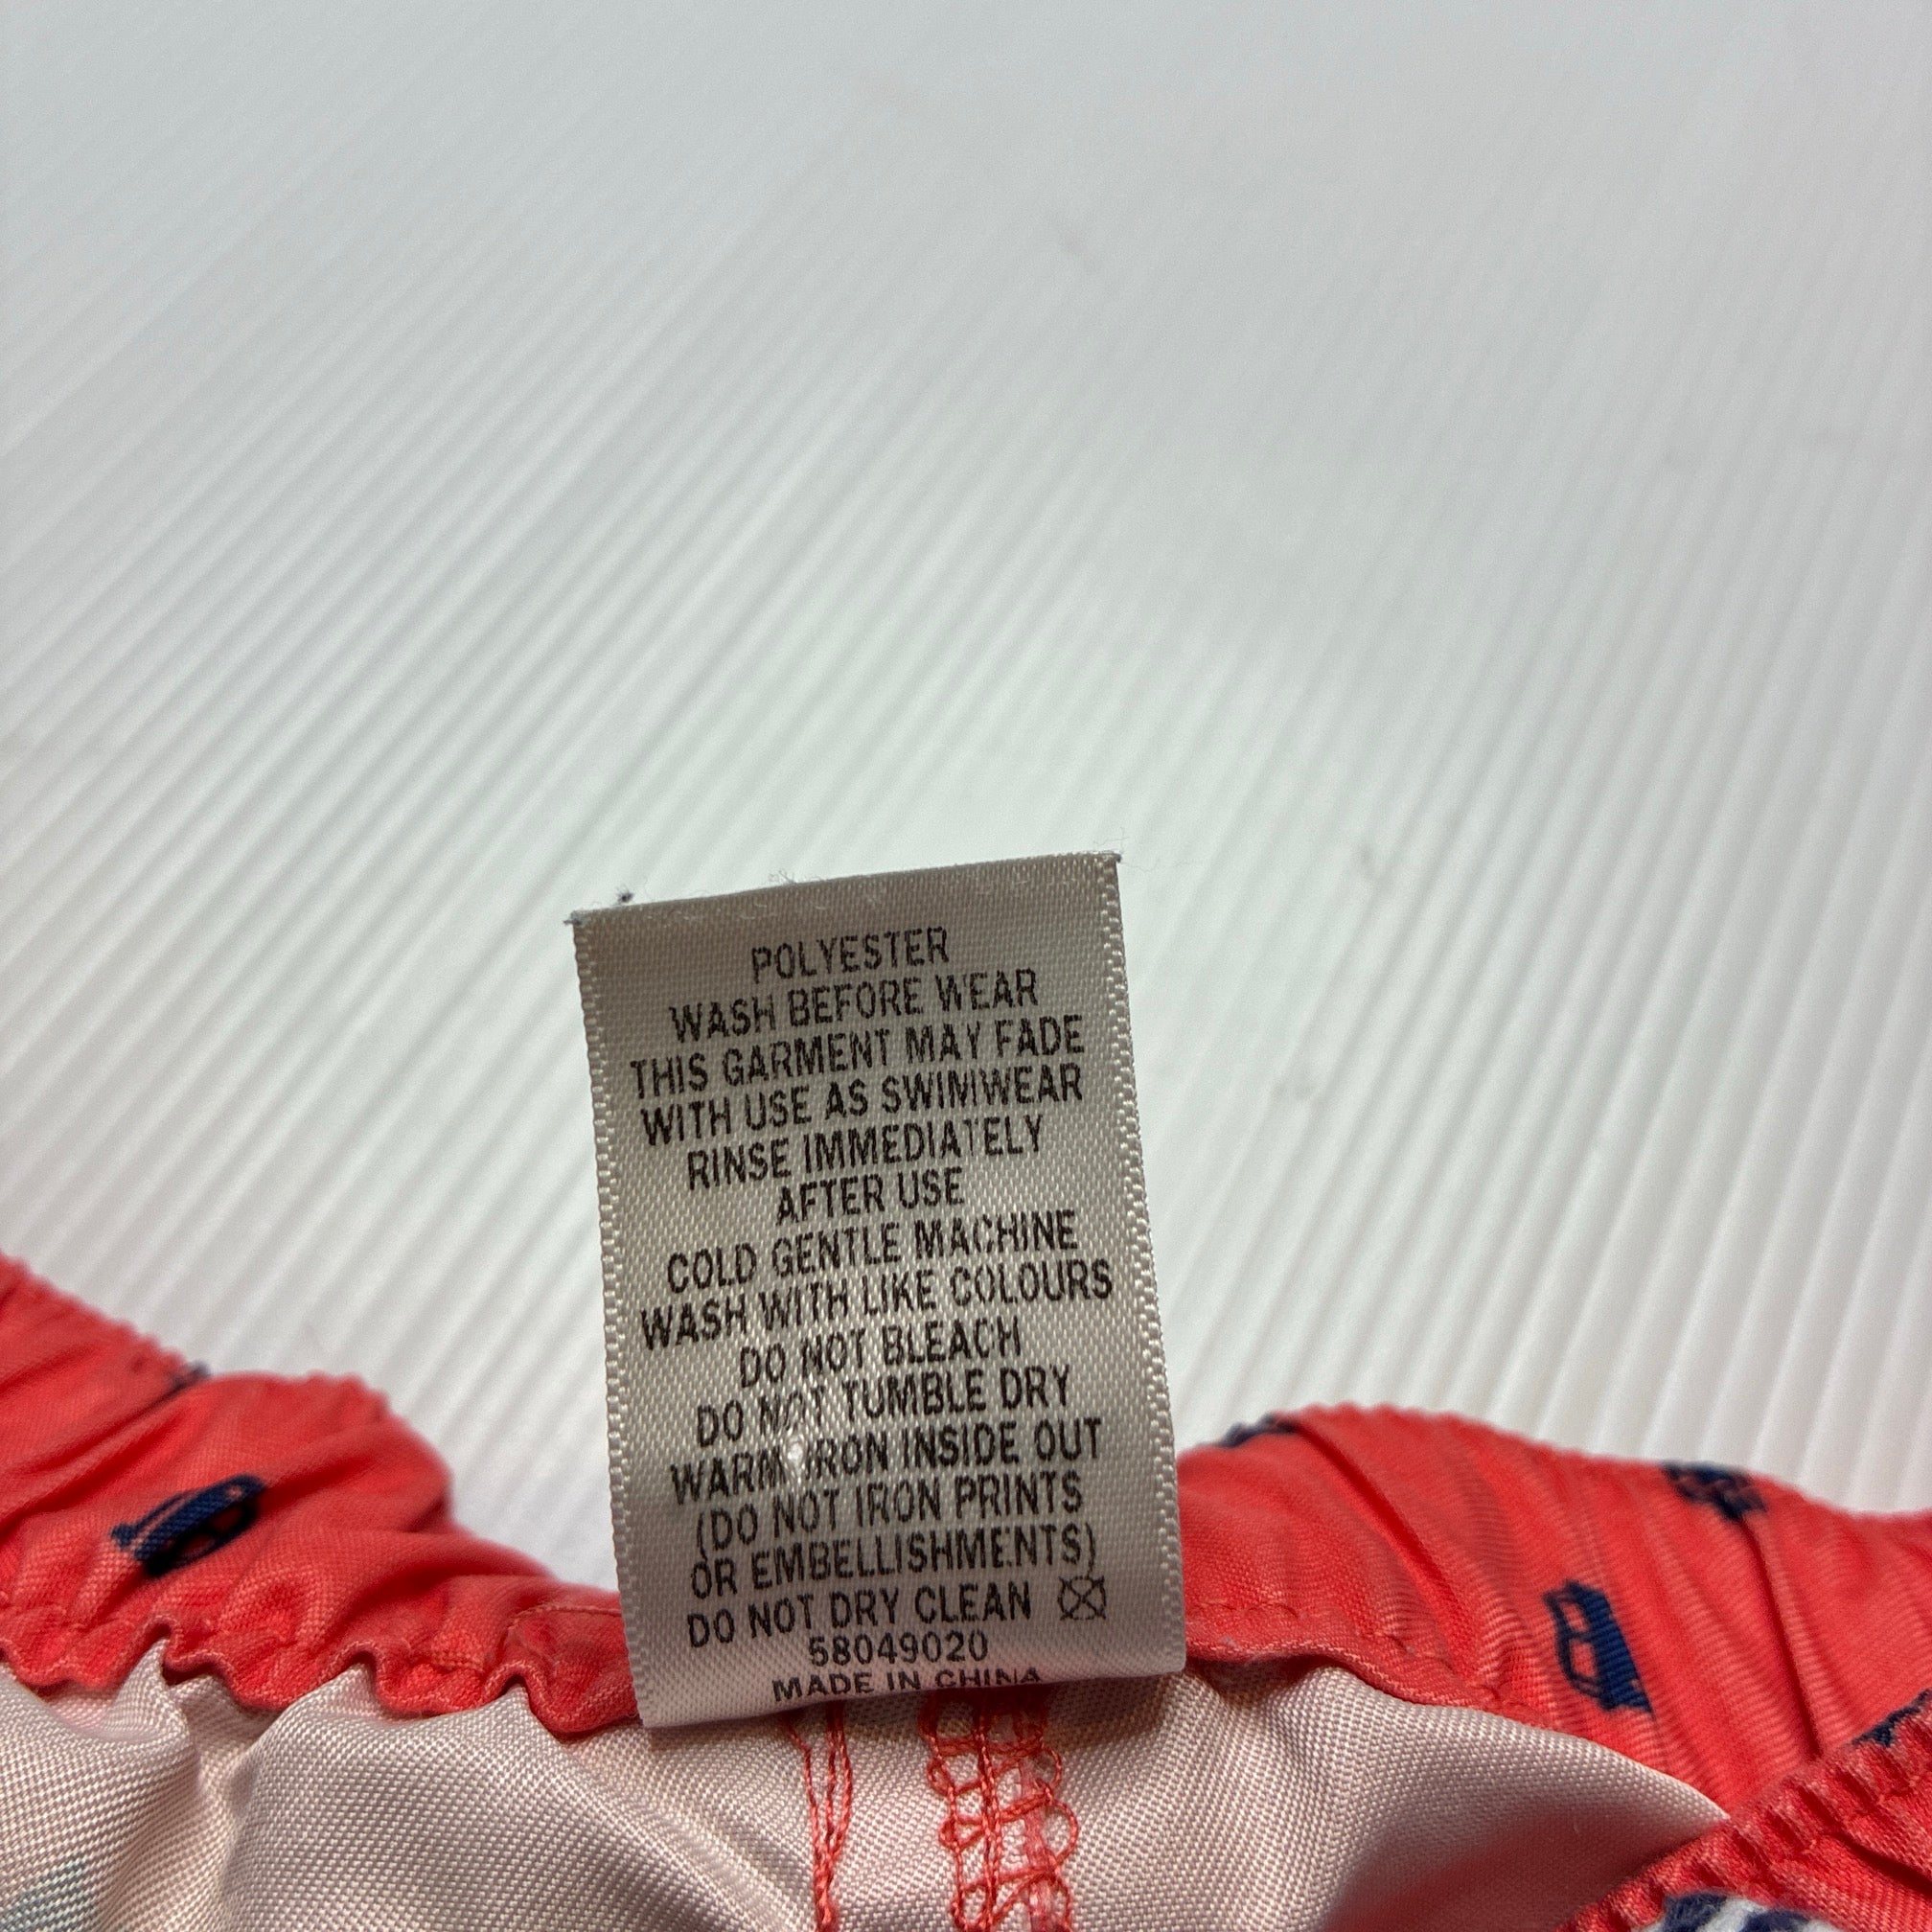 POLYESTER
WASH BEFORE WEAR
THIS GARMENT MAY FADE
WITH USE AS SWIMWEAR
RINSE IMMEDIATELY
AFTER USE
COLD GENTLE MACHINE
WASH WITH LIKE COLOURS
DO NOT BLEACH
DO NOT TUMBLE DRY
WARM IRON INSIDE OUT
(DO NOT IRON PRINTS
OR EMBELLISHMENTS)
DO NOT DRY CLEAN
58049020
MADE IN CHINA